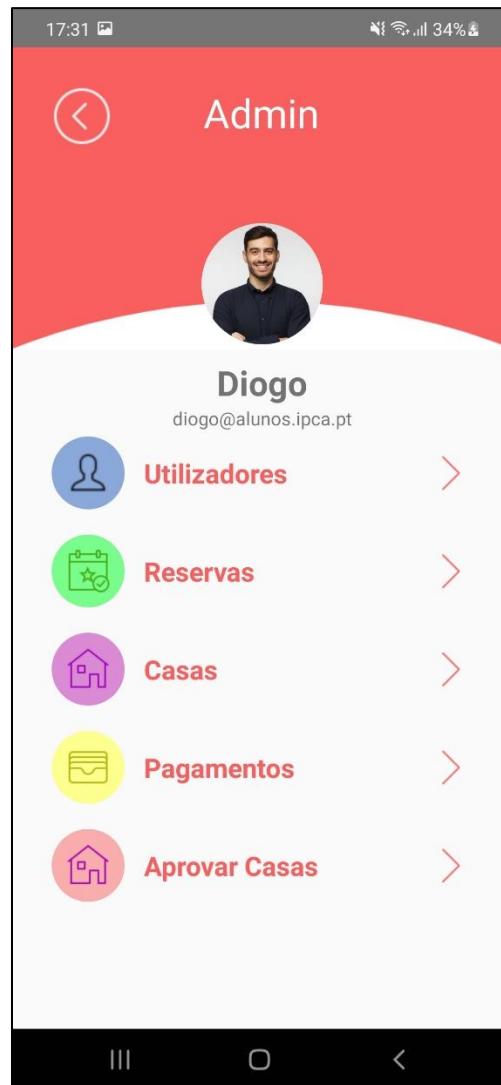 17:31
34%
Admin
Diogo
diogo@alunos.ipca.pt
Utilizadores
Reservas
Casas
Pagamentos
Aprovar Casas